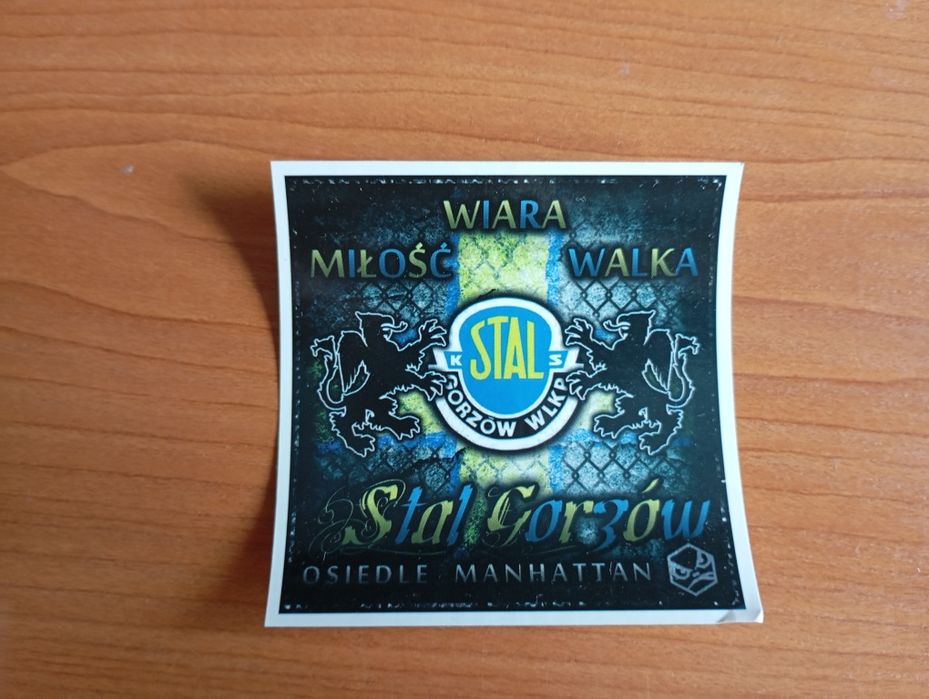 WIARA
MIŁOŚĆ WALKA
K STAL S
GORZÓW WLKP
Stal Gorzów
OSIEDLE MANHATTAN